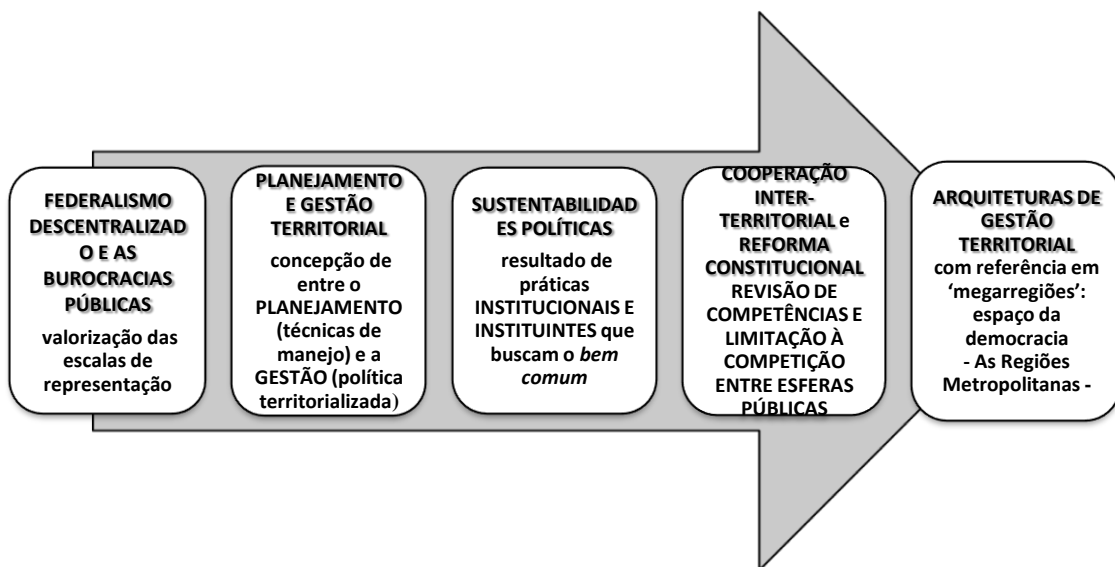 FEDERALISMO
DESCENTRALIZAD
O E AS
BUROCRACIAS
PÚBLICAS
valorização das
escalas de
representação
PLANEJAMENTO
E GESTÃO
TERRITORIAL
concepção de
entre o
PLANEJAMENTO
(técnicas de
manejo) e a
GESTÃO (política
territorializada)
SUSTENTABILIDAD
ES POLÍTICAS
resultado de
práticas
INSTITUCIONAIS E
INSTITUINTES que
buscam o bem
comum
COOPERAÇÃO
INTER-
TERRITORIAL e
REFORMA
CONSTITUCIONAL
REVISÃO DE
COMPETÊNCIAS E
LIMITAÇÃO À
COMPETIÇÃO
ENTRE ESFERAS
PÚBLICAS
ARQUITETURAS DE
GESTÃO
TERRITORIAL
com referência em
‘megarregiões’:
espaço da
democracia
- As Regiões
Metropolitanas -